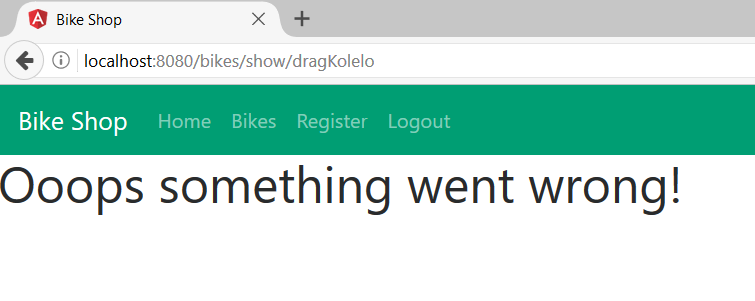 Bike Shop
localhost:8080/bikes/show/dragKolelo
Bike Shop Home Bikes Register Logout
Ooops something went wrong!